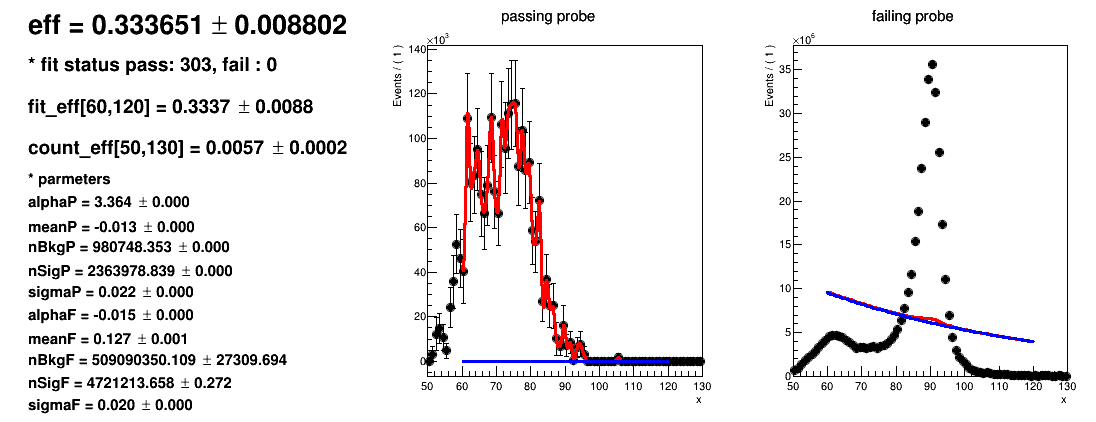 eff = 0.333651 ± 0.008802
* fit status pass: 303, fail : 0
fit_eff[60,120] = 0.3337 ± 0.0088
count_eff[50,130] = 0.0057 ± 0.0002
* parmeters
alphaP = 3.364 ± 0.000
meanP = -0.013 ± 0.000
nBkgP = 980748.353 ± 0.000
nSigP = 2363978.839 ± 0.000
sigmaP = 0.022 ± 0.000
alphaF = -0.015 ± 0.000
meanF = 0.127 ± 0.001
nBkgF = 509090350.109 ± 27309.694
nSigF = 4721213.658 ± 0.272
sigmaF = 0.020 ± 0.000
passing probe
×10³
Events / ( 1 )
140
120
100
80
60
40
20
0
50 60 70 80 90 100 110 120 130
x
failing probe
×10⁶
Events / ( 1 )
35
30
25
20
15
10
5
0
50 60 70 80 90 100 110 120 130
x